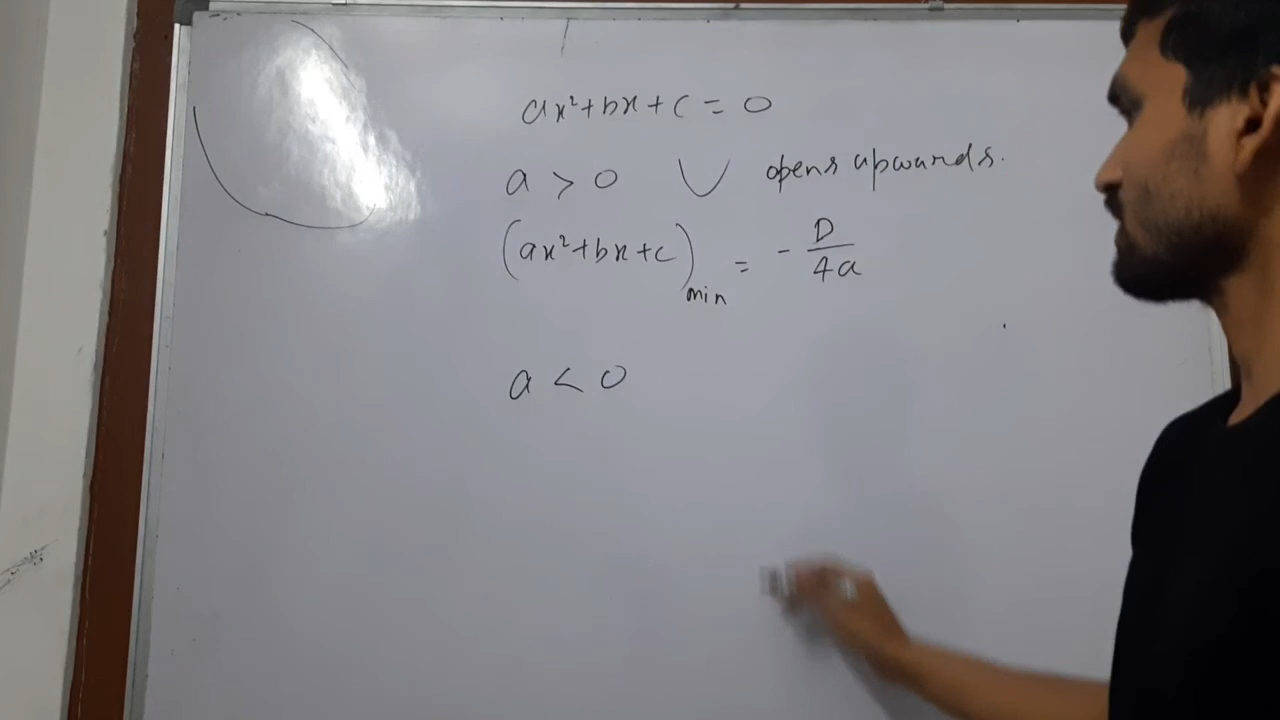 ax²+bx+c = 0
a > 0 opens upwards.
(ax²+bx+c)min = - D/4a
a < 0